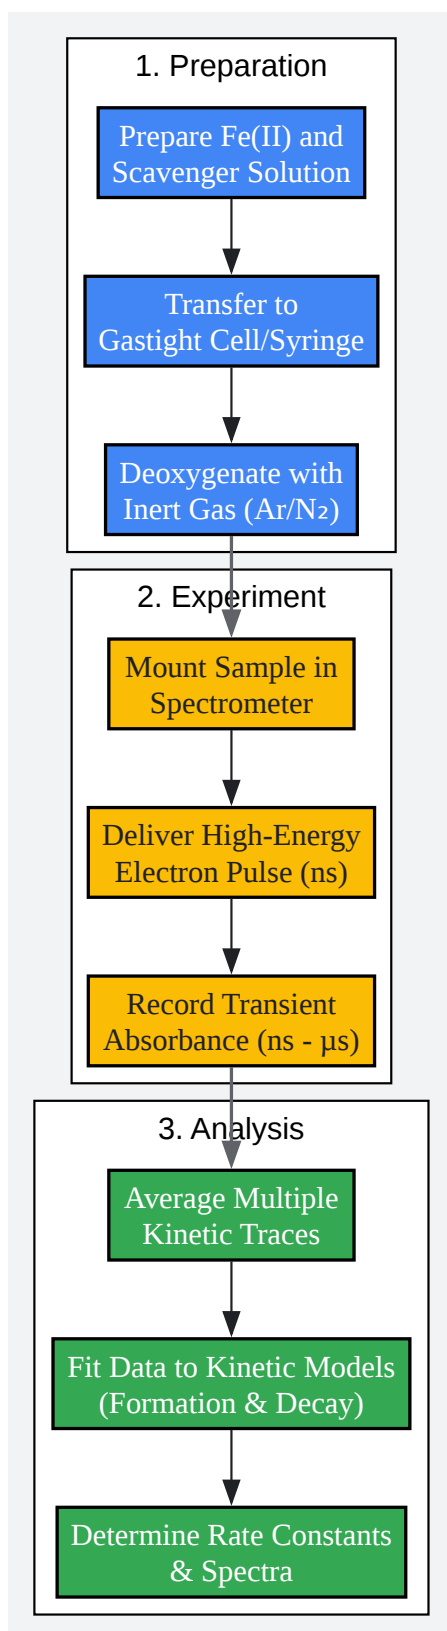 1. Preparation
Prepare Fe(II) and
Scavenger Solution
Transfer to
Gastight Cell/Syringe
Deoxygenate with
Inert Gas (Ar/N₂)
2. Experiment
Mount Sample in
Spectrometer
Deliver High-Energy
Electron Pulse (ns)
Record Transient
Absorbance (ns - µs)
3. Analysis
Average Multiple
Kinetic Traces
Fit Data to Kinetic Models
(Formation & Decay)
Determine Rate Constants
& Spectra